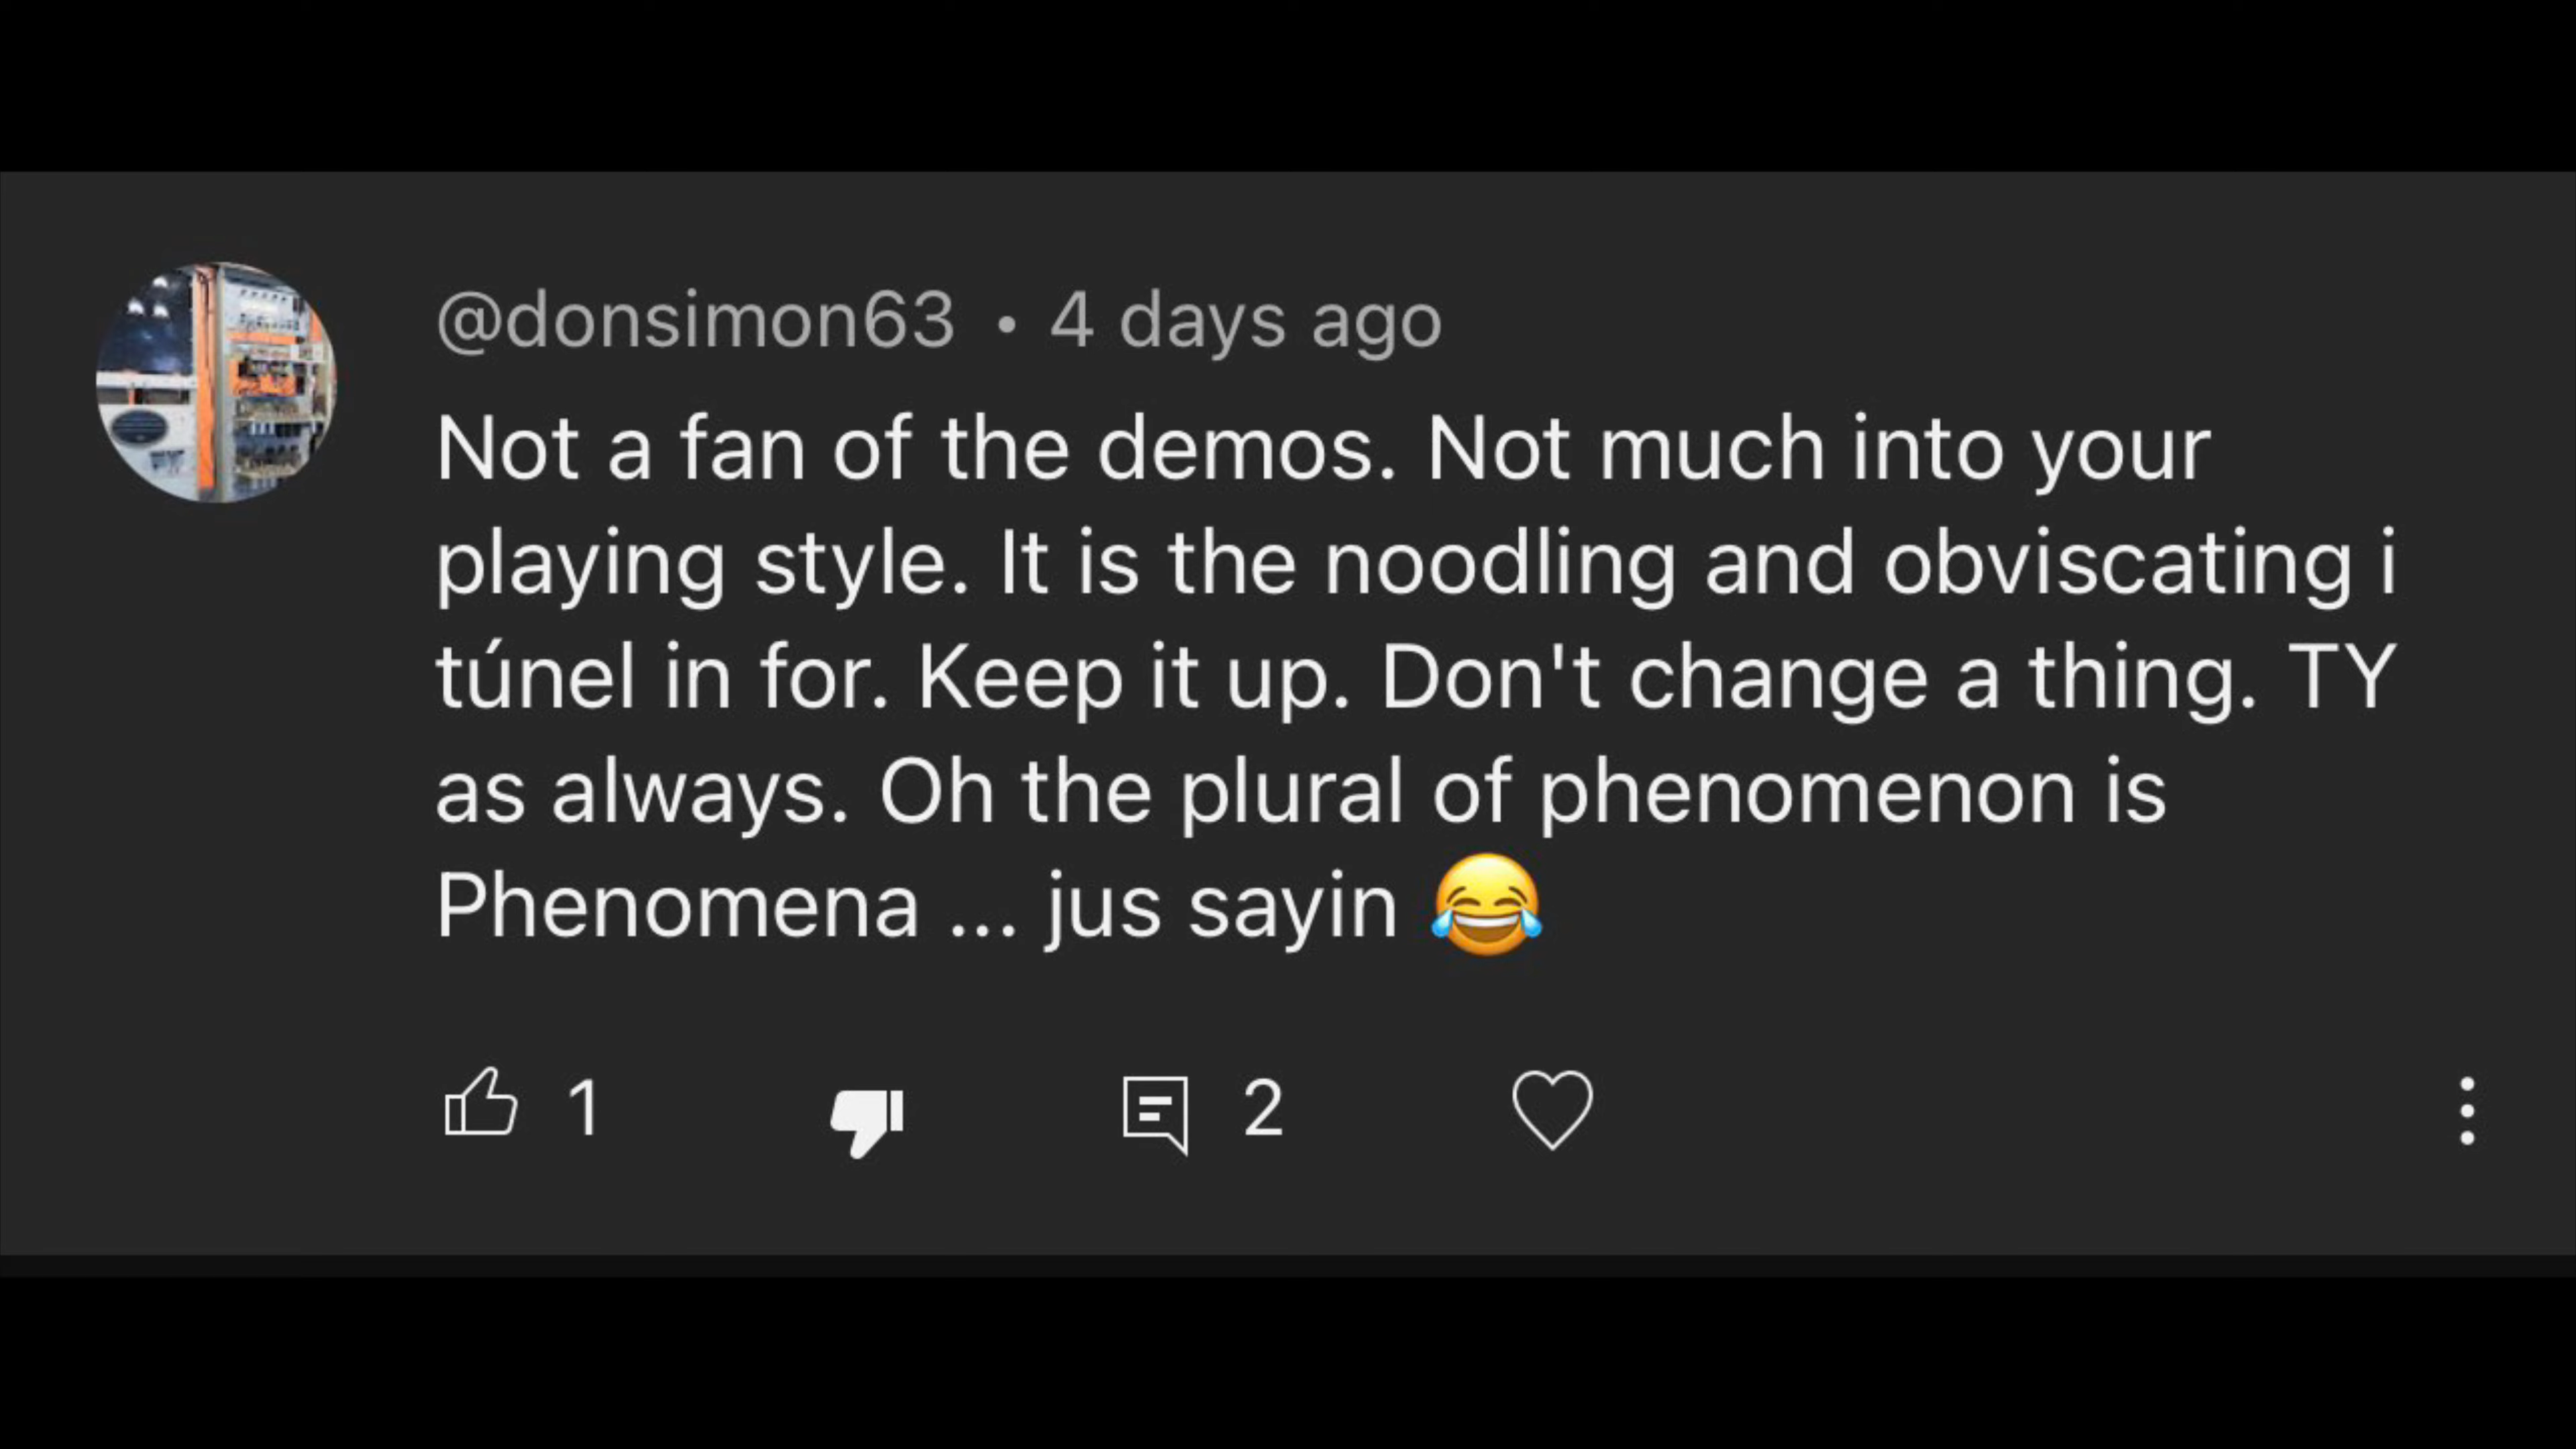 @donsimon63 • 4 days ago
Not a fan of the demos. Not much into your
playing style. It is the noodling and obviscating i
túnel in for. Keep it up. Don't change a thing. TY
as always. Oh the plural of phenomenon is
Phenomena ... jus sayin 😂
1 2